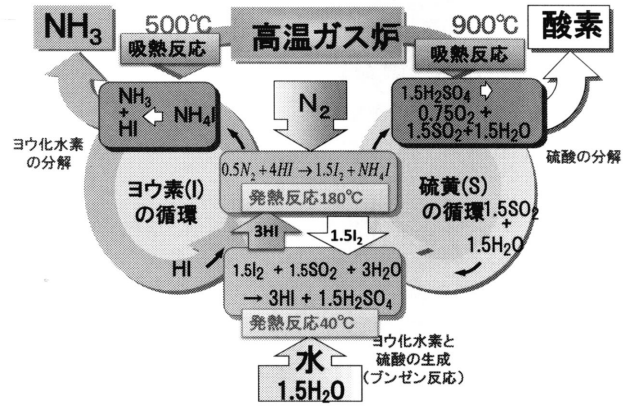 NH₃
500℃
高温ガス炉
900℃
酸素
吸熱反応
吸熱反応
NH₃
+
HI
NH₄I
N₂
1.5H₂SO₄
0.75O₂ +
1.5SO₂+1.5H₂O
ヨウ化水素
の分解
硫酸の分解
ヨウ素(I)
の循環
0.5N₂+4HI→1.5I₂+NH₄I
発熱反応180℃
硫黄(S)
の循環
1.5SO₂
+
1.5H₂O
3HI
1.5I₂
HI
1.5I₂ + 1.5SO₂ + 3H₂O
→ 3HI + 1.5H₂SO₄
発熱反応40℃
ヨウ化水素と
硫酸の生成
(ブンゼン反応)
水
1.5H₂O